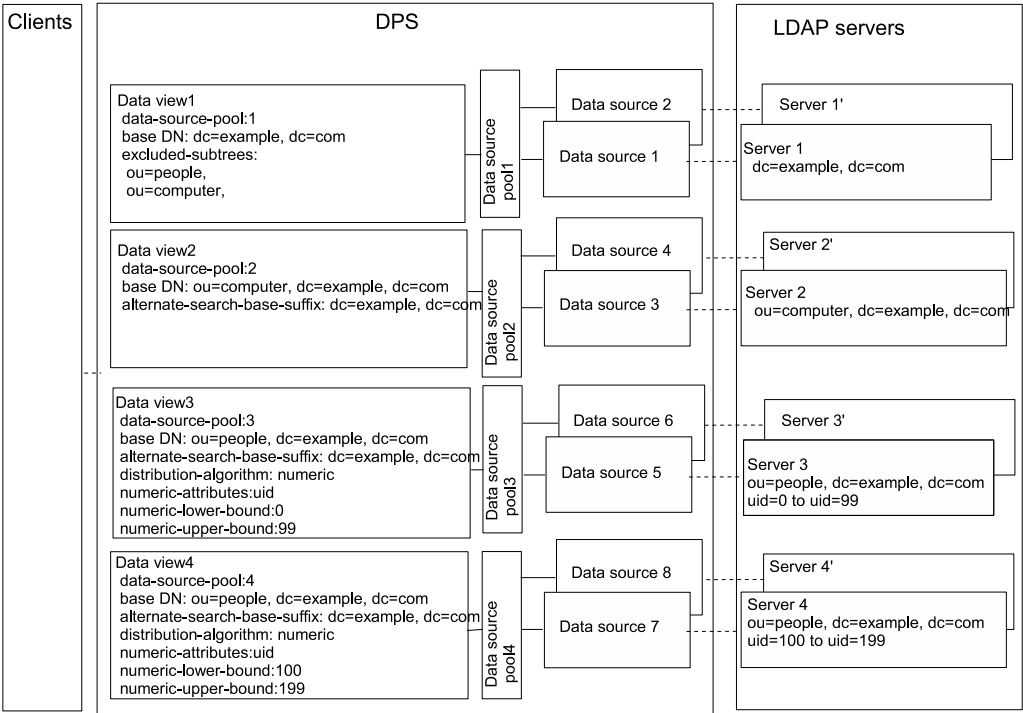 Clients
DPS
LDAP servers
Data view1
data-source-pool:1
base DN: dc=example, dc=com
excluded-subtrees:
ou=people,
ou=computer,
Data source
pool1
Data source 2
Data source 1
Server 1'
Server 1
dc=example, dc=com
Data view2
data-source-pool:2
base DN: ou=computer, dc=example, dc=com
alternate-search-base-suffix: dc=example, dc=com
Data source
pool2
Data source 4
Data source 3
Server 2'
Server 2
ou=computer, dc=example, dc=com
Data view3
data-source-pool:3
base DN: ou=people, dc=example, dc=com
alternate-search-base-suffix: dc=example, dc=com
distribution-algorithm: numeric
numeric-attributes:uid
numeric-lower-bound:0
numeric-upper-bound:99
Data source
pool3
Data source 6
Data source 5
Server 3'
Server 3
ou=people, dc=example, dc=com
uid=0 to uid=99
Data view4
data-source-pool:4
base DN: ou=people, dc=example, dc=com
alternate-search-base-suffix: dc=example, dc=com
distribution-algorithm: numeric
numeric-attributes:uid
numeric-lower-bound:100
numeric-upper-bound:199
Data source
pool4
Data source 8
Data source 7
Server 4'
Server 4
ou=people, dc=example, dc=com
uid=100 to uid=199